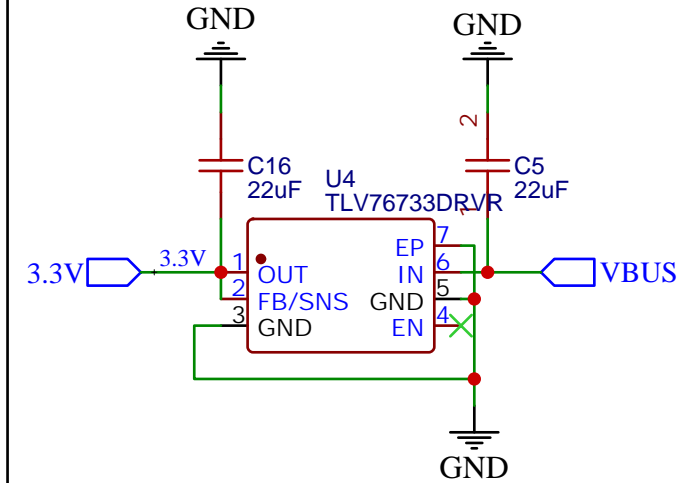 GND
GND
2
C16
22uF
C5
22uF
U4
TLV76733DRVR
1
7
EP
3.3V
3.3V
1
OUT
6
IN
VBUS
2
FB/SNS
5
GND
3
GND
4
EN
GND